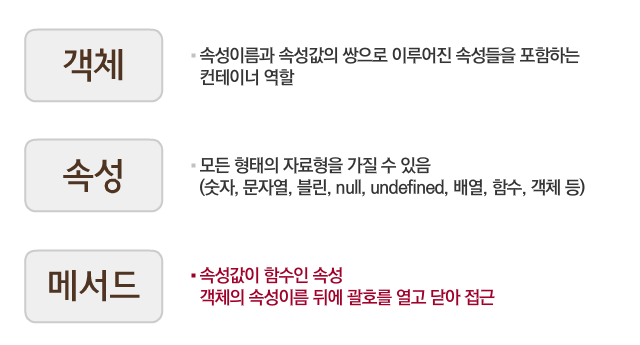 객체
▪ 속성이름과 속성값의 쌍으로 이루어진 속성들을 포함하는
컨테이너 역할
속성
▪ 모든 형태의 자료형을 가질 수 있음
(숫자, 문자열, 블린, null, undefined, 배열, 함수, 객체 등)
메서드
▪ 속성값이 함수인 속성
객체의 속성이름 뒤에 괄호를 열고 닫아 접근